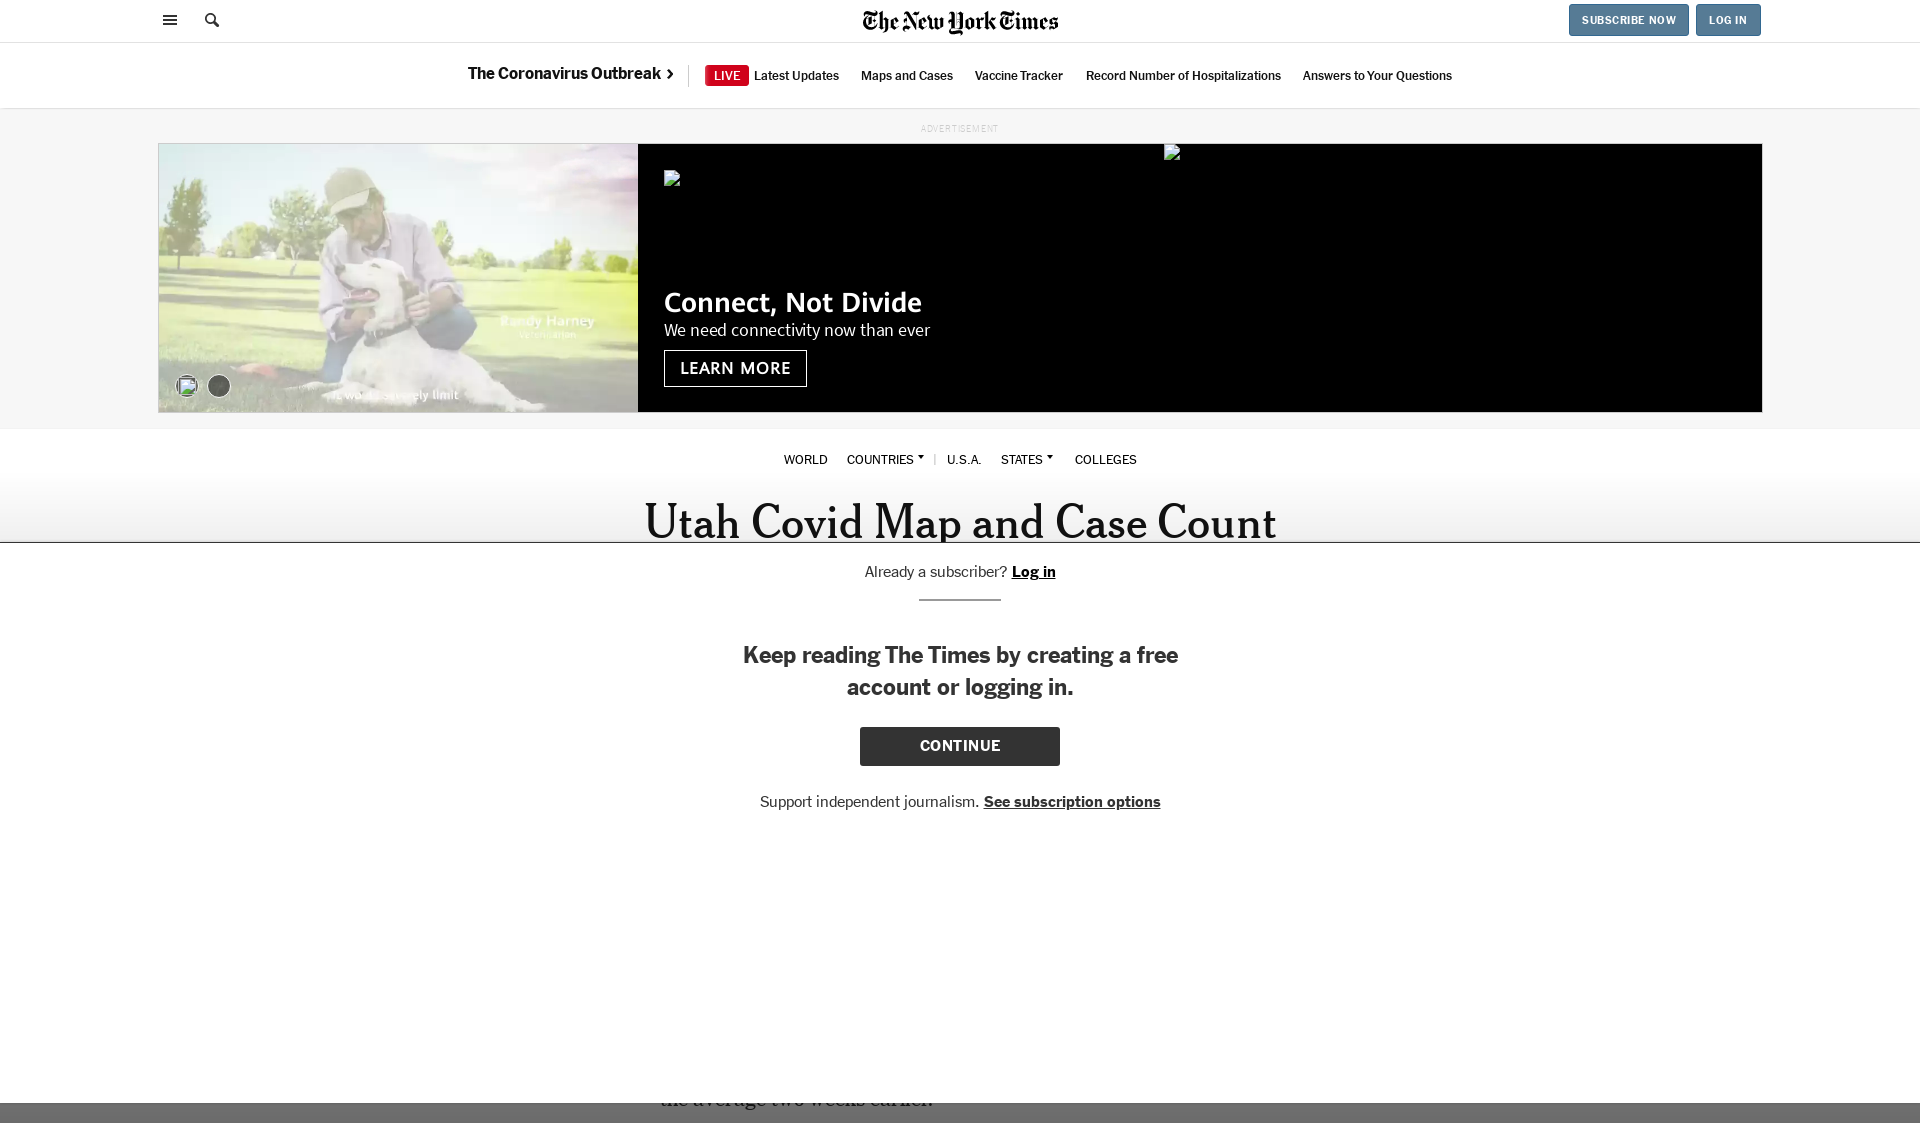 The New York Times
SUBSCRIBE NOW
LOG IN
The Coronavirus Outbreak
LIVE Latest Updates
Maps and Cases
Vaccine Tracker
Record Number of Hospitalizations
Answers to Your Questions
ADVERTISEMENT
Randy Harney
Connect, Not Divide
We need connectivity now than ever
LEARN MORE
WORLD
COUNTRIES
U.S.A.
STATES
COLLEGES
Utah Covid Map and Case Count
Already a subscriber? Log in
Keep reading The Times by creating a free
account or logging in.
CONTINUE
Support independent journalism. See subscription options
the average two weeks earlier.